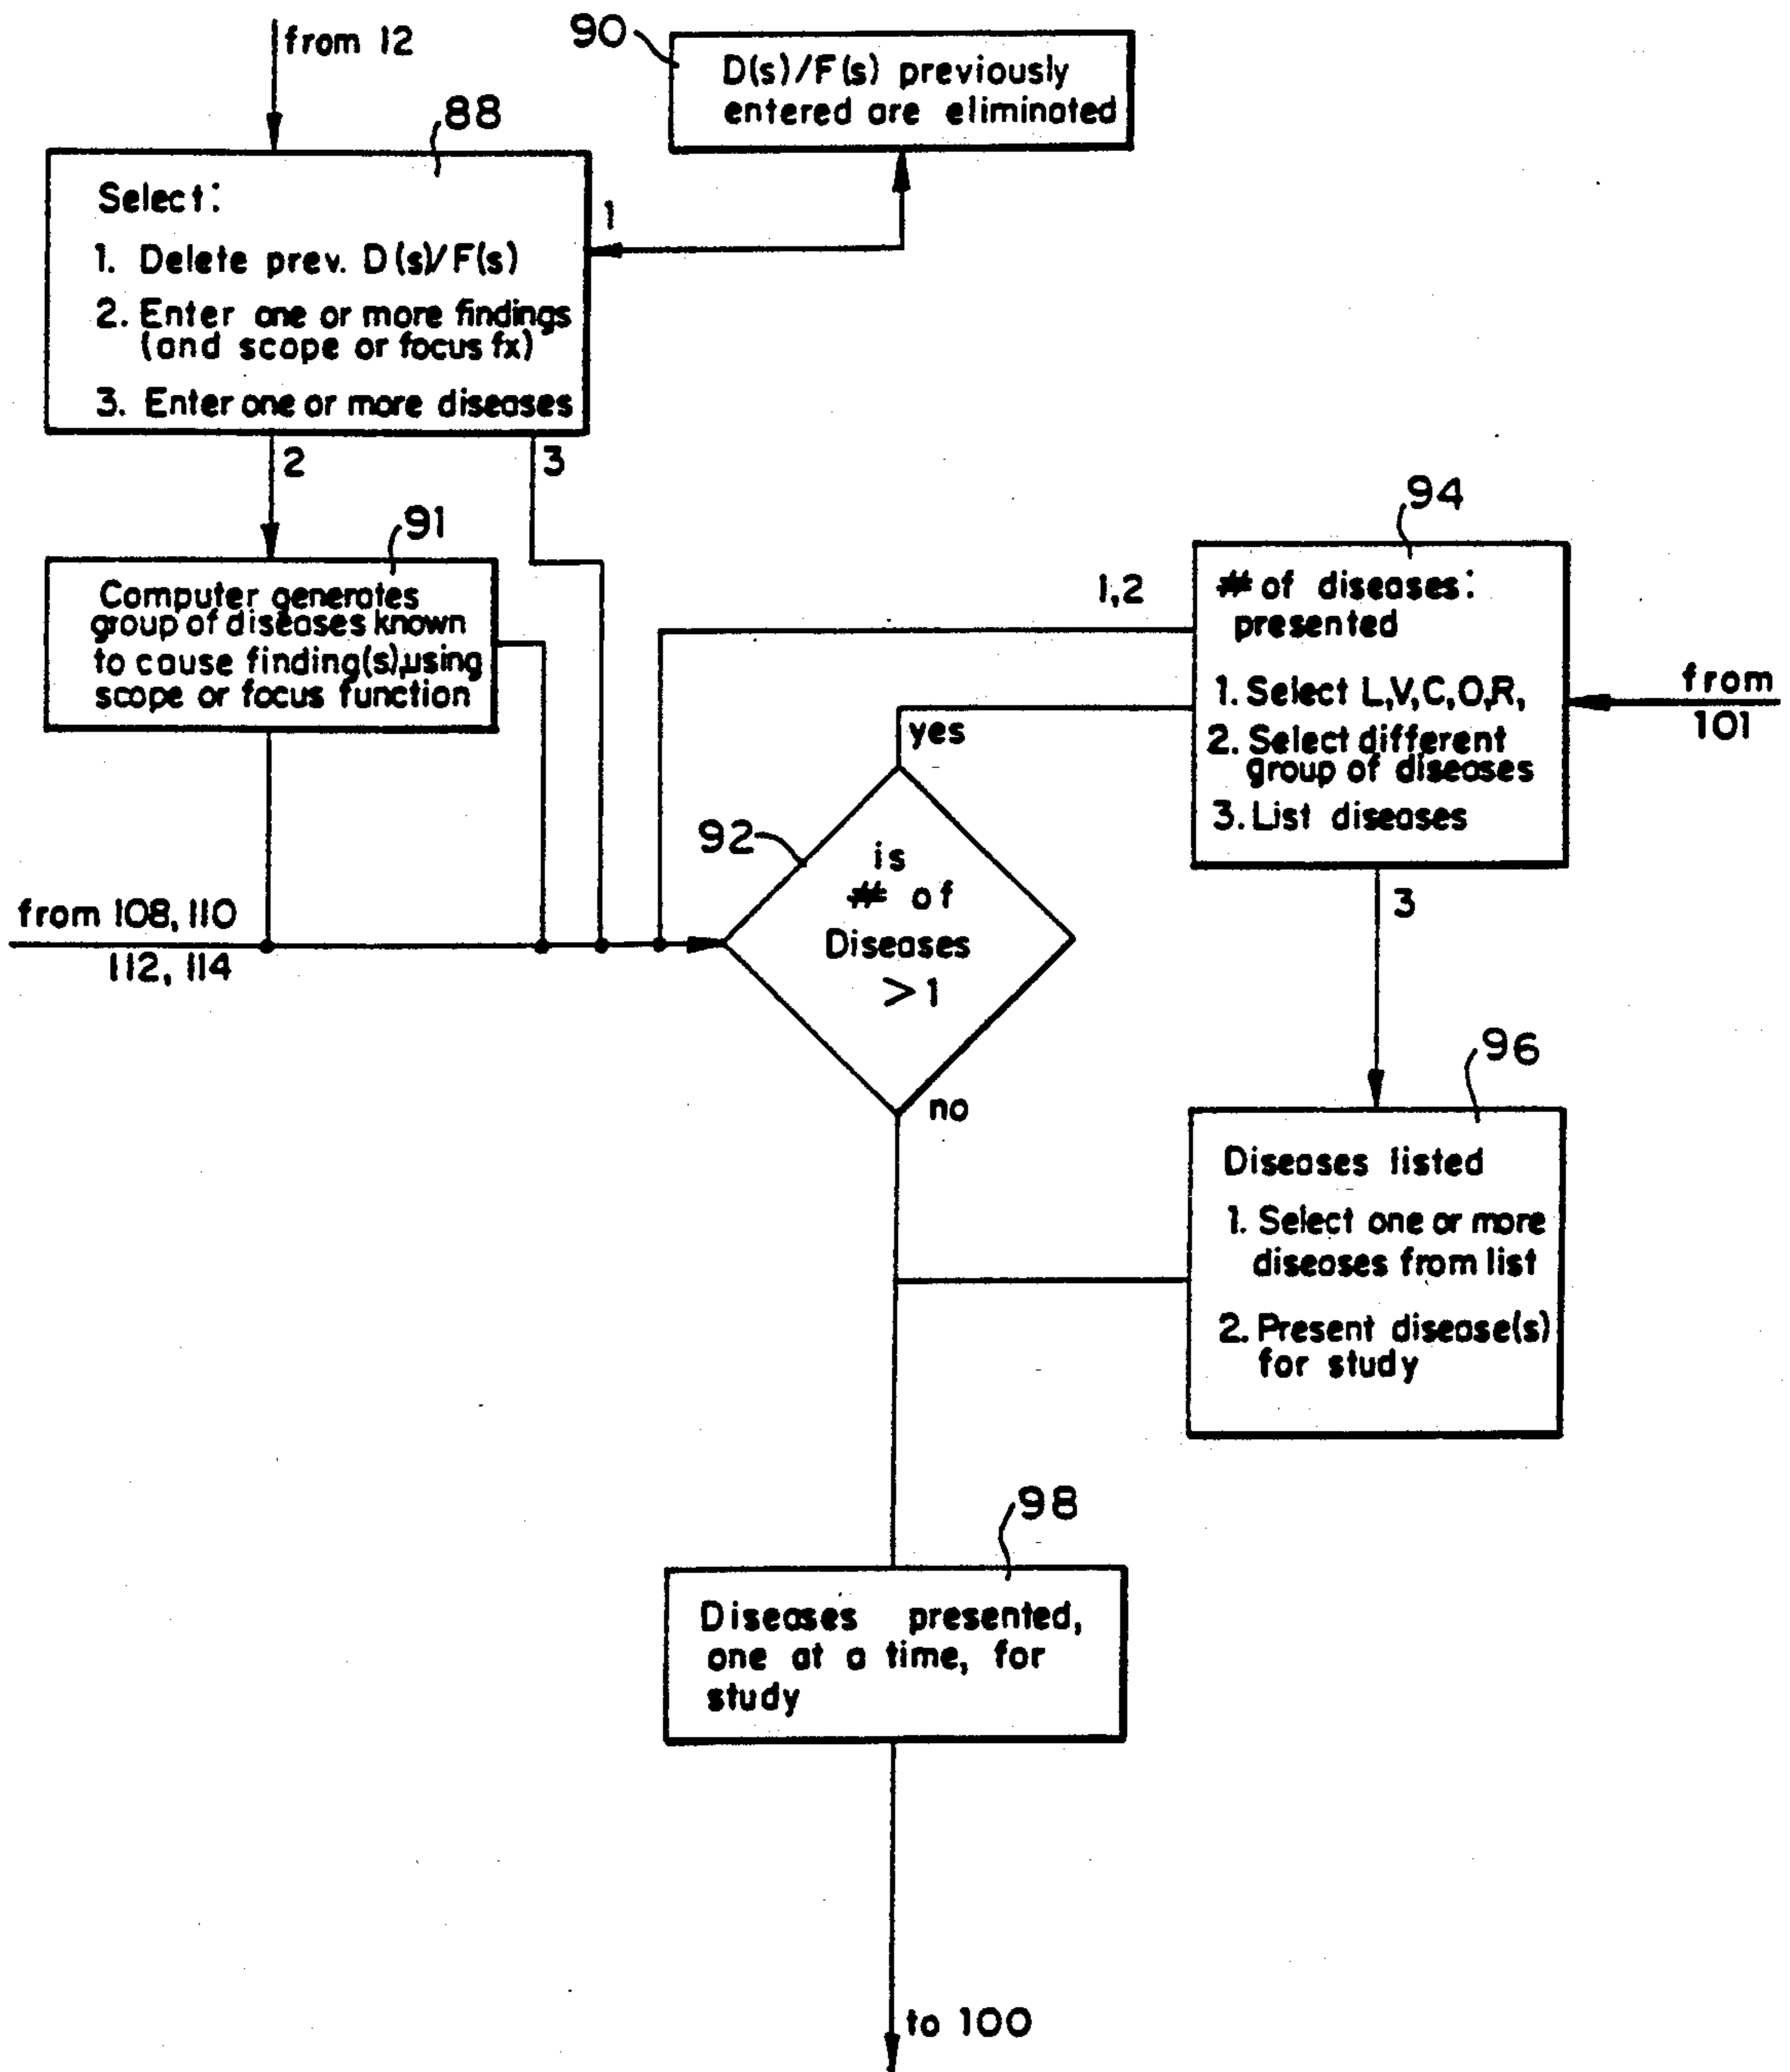 from 12
90
D(s)/F(s) previously
entered are eliminated
88
Select:
1. Delete prev. D(s)/F(s)
2. Enter one or more findings
(and scope or focus fx)
3. Enter one or more diseases
1
2
3
91
Computer generates
group of diseases known
to cause finding(s),using
scope or focus function
94
# of diseases:
presented
1. Select L,V,C,O,R,
2. Select different
group of diseases
3. List diseases
1,2
from
101
yes
92
is
# of
Diseases
>1
from 108, 110
112, 114
3
no
96
Diseases listed
1. Select one or more
diseases from list
2. Present disease(s)
for study
98
Diseases presented,
one at a time, for
study
to 100